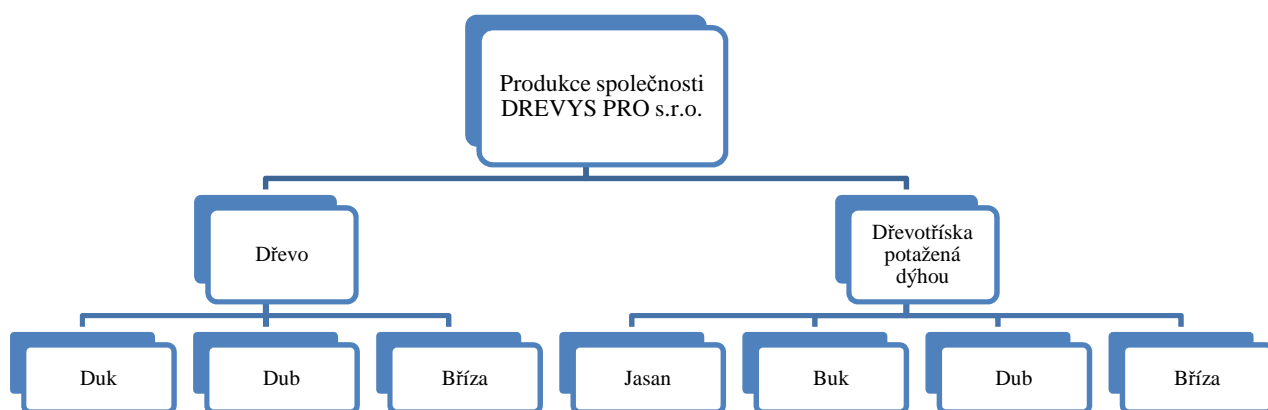 Produkce společnosti
DREVYS PRO s.r.o.
Dřevo
Dřevotříska
potažená
dýhou
Duk
Dub
Bříza
Jasan
Buk
Dub
Bříza